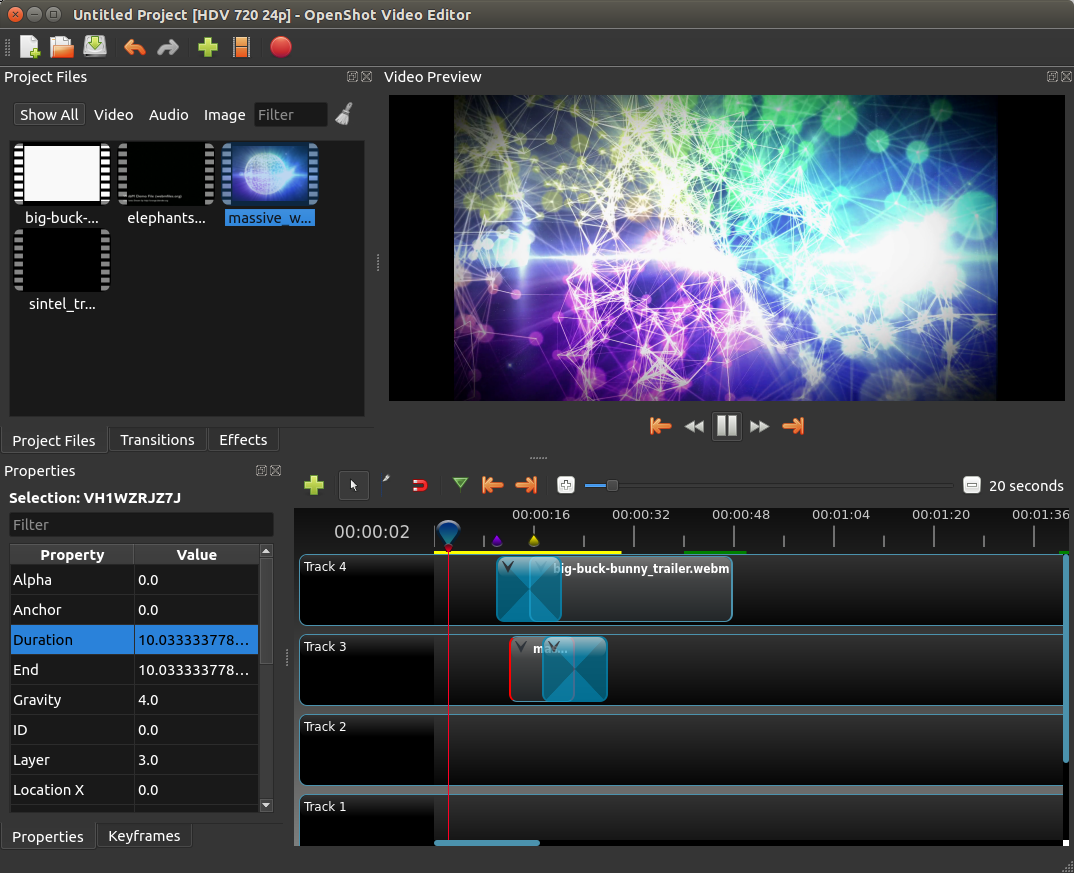 Untitled Project [HDV 720 24p] - OpenShot Video Editor
Project Files
Video Preview
Show All Video Audio Image Filter
big-buck-... elephants... massive_w...
sintel_tr...
Project Files Transitions Effects
Properties
Selection: VH1WZRJZ7J
Filter
Property Value
Alpha 0.0
Anchor 0.0
Duration 10.033333778...
End 10.033333778...
Gravity 4.0
ID 0.0
Layer 3.0
Location X 0.0
Properties Keyframes
20 seconds
00:00:02
00:00:16 00:00:32 00:00:48 00:01:04 00:01:20 00:01:36
Track 4
big-buck-bunny_trailer.webm
Track 3
mas...
Track 2
Track 1